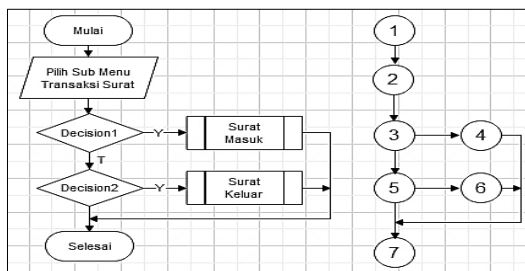 Mulai
Pilih Sub Menu
Transaksi Surat
Decision1
Y
Surat
Masuk
T
Decision2
Y
Surat
Keluar
Selesai
1
2
3
4
5
6
7